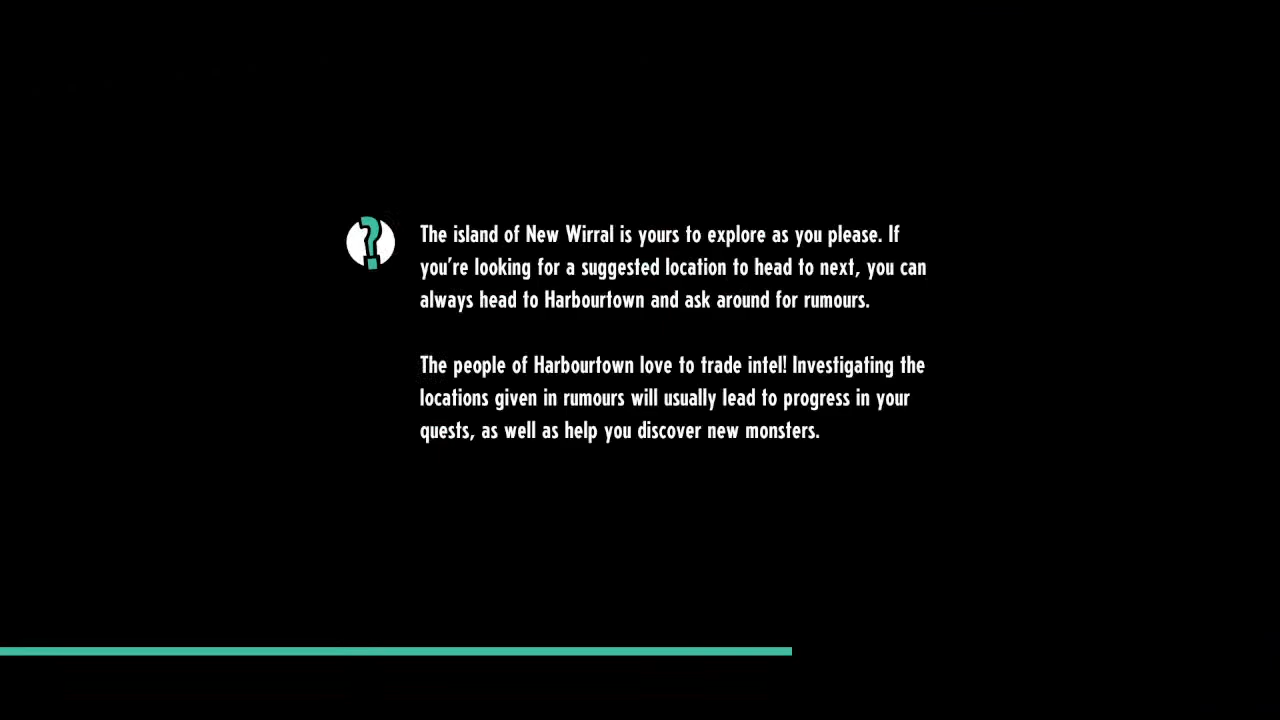 The island of New Wirral is yours to explore as you please. If
you're looking for a suggested location to head to next, you can
always head to Harbourtown and ask around for rumours.
The people of Harbourtown love to trade intel! Investigating the
locations given in rumours will usually lead to progress in your
quests, as well as help you discover new monsters.